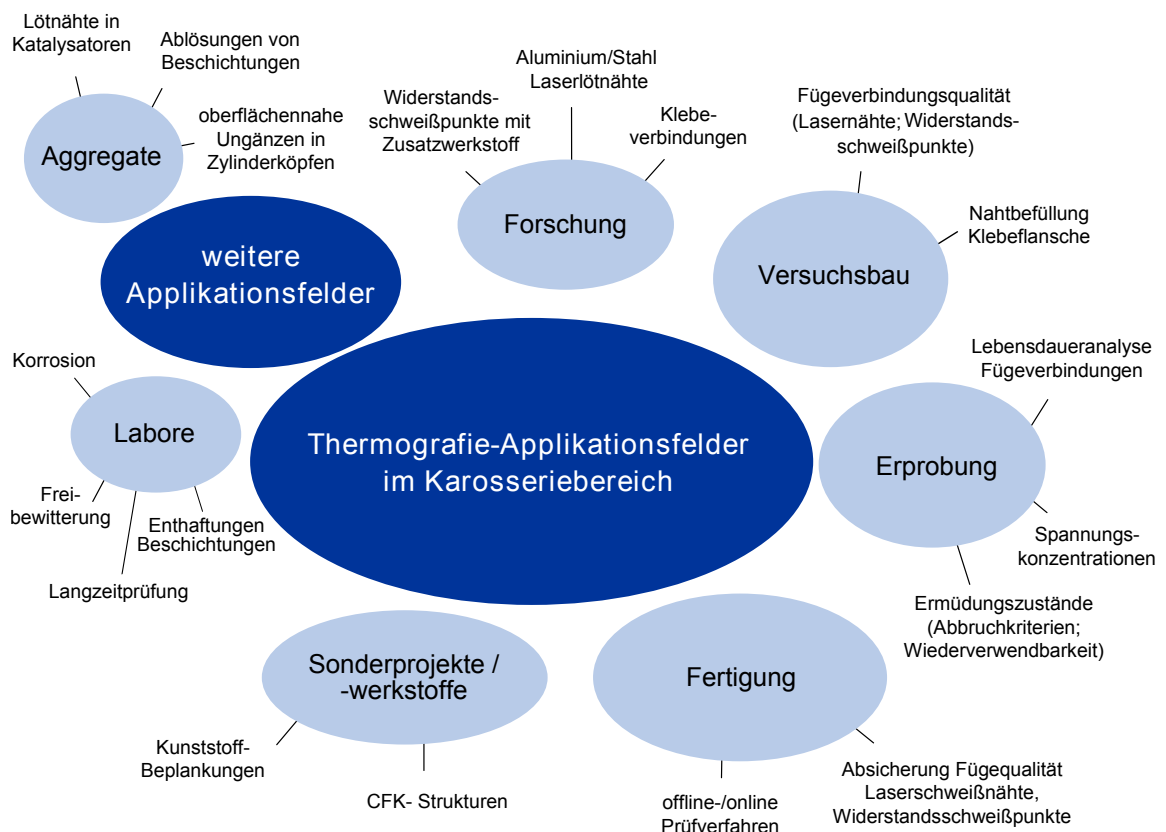 Lötnähte in
Katalysatoren
Ablösungen von
Beschichtungen
oberflächennahe
Ungänzen in
Zylinderköpfen
Aggregate
weitere
Applikationsfelder
Widerstands-
schweißpunkte mit
Zusatzwerkstoff
Aluminium/Stahl
Laserlötnähte
Klebe-
verbindungen
Forschung
Fügeverbindungsqualität
(Lasernähte; Widerstands-
schweißpunkte)
Nahtbefüllung
Klebeflansche
Versuchsbau
Korrosion
Labore
Frei-
bewitterung
Enthaftungen
Beschichtungen
Langzeitprüfung
Thermografie-Applikationsfelder
im Karosseriebereich
Lebensdaueranalyse
Fügeverbindungen
Erprobung
Spannungs-
konzentrationen
Ermüdungszustände
(Abbruchkriterien;
Wiederverwendbarkeit)
Sonderprojekte /
-werkstoffe
Kunststoff-
Beplankungen
CFK- Strukturen
Fertigung
offline-/online
Prüfverfahren
Absicherung Fügequalität
Laserschweißnähte,
Widerstandsschweißpunkte